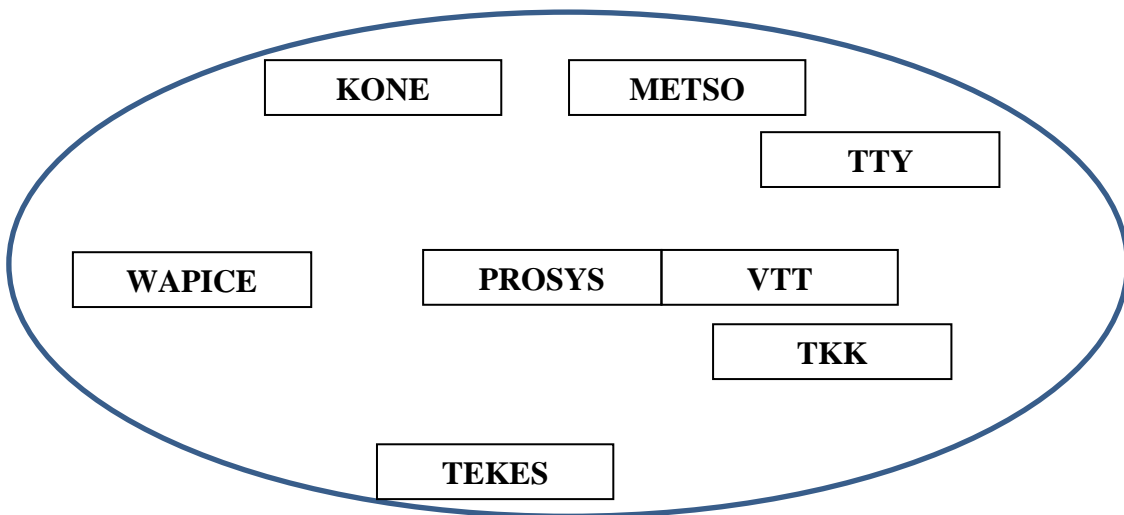 KONE
METSO
TTY
WAPICE
PROSYS
VTT
TKK
TEKES